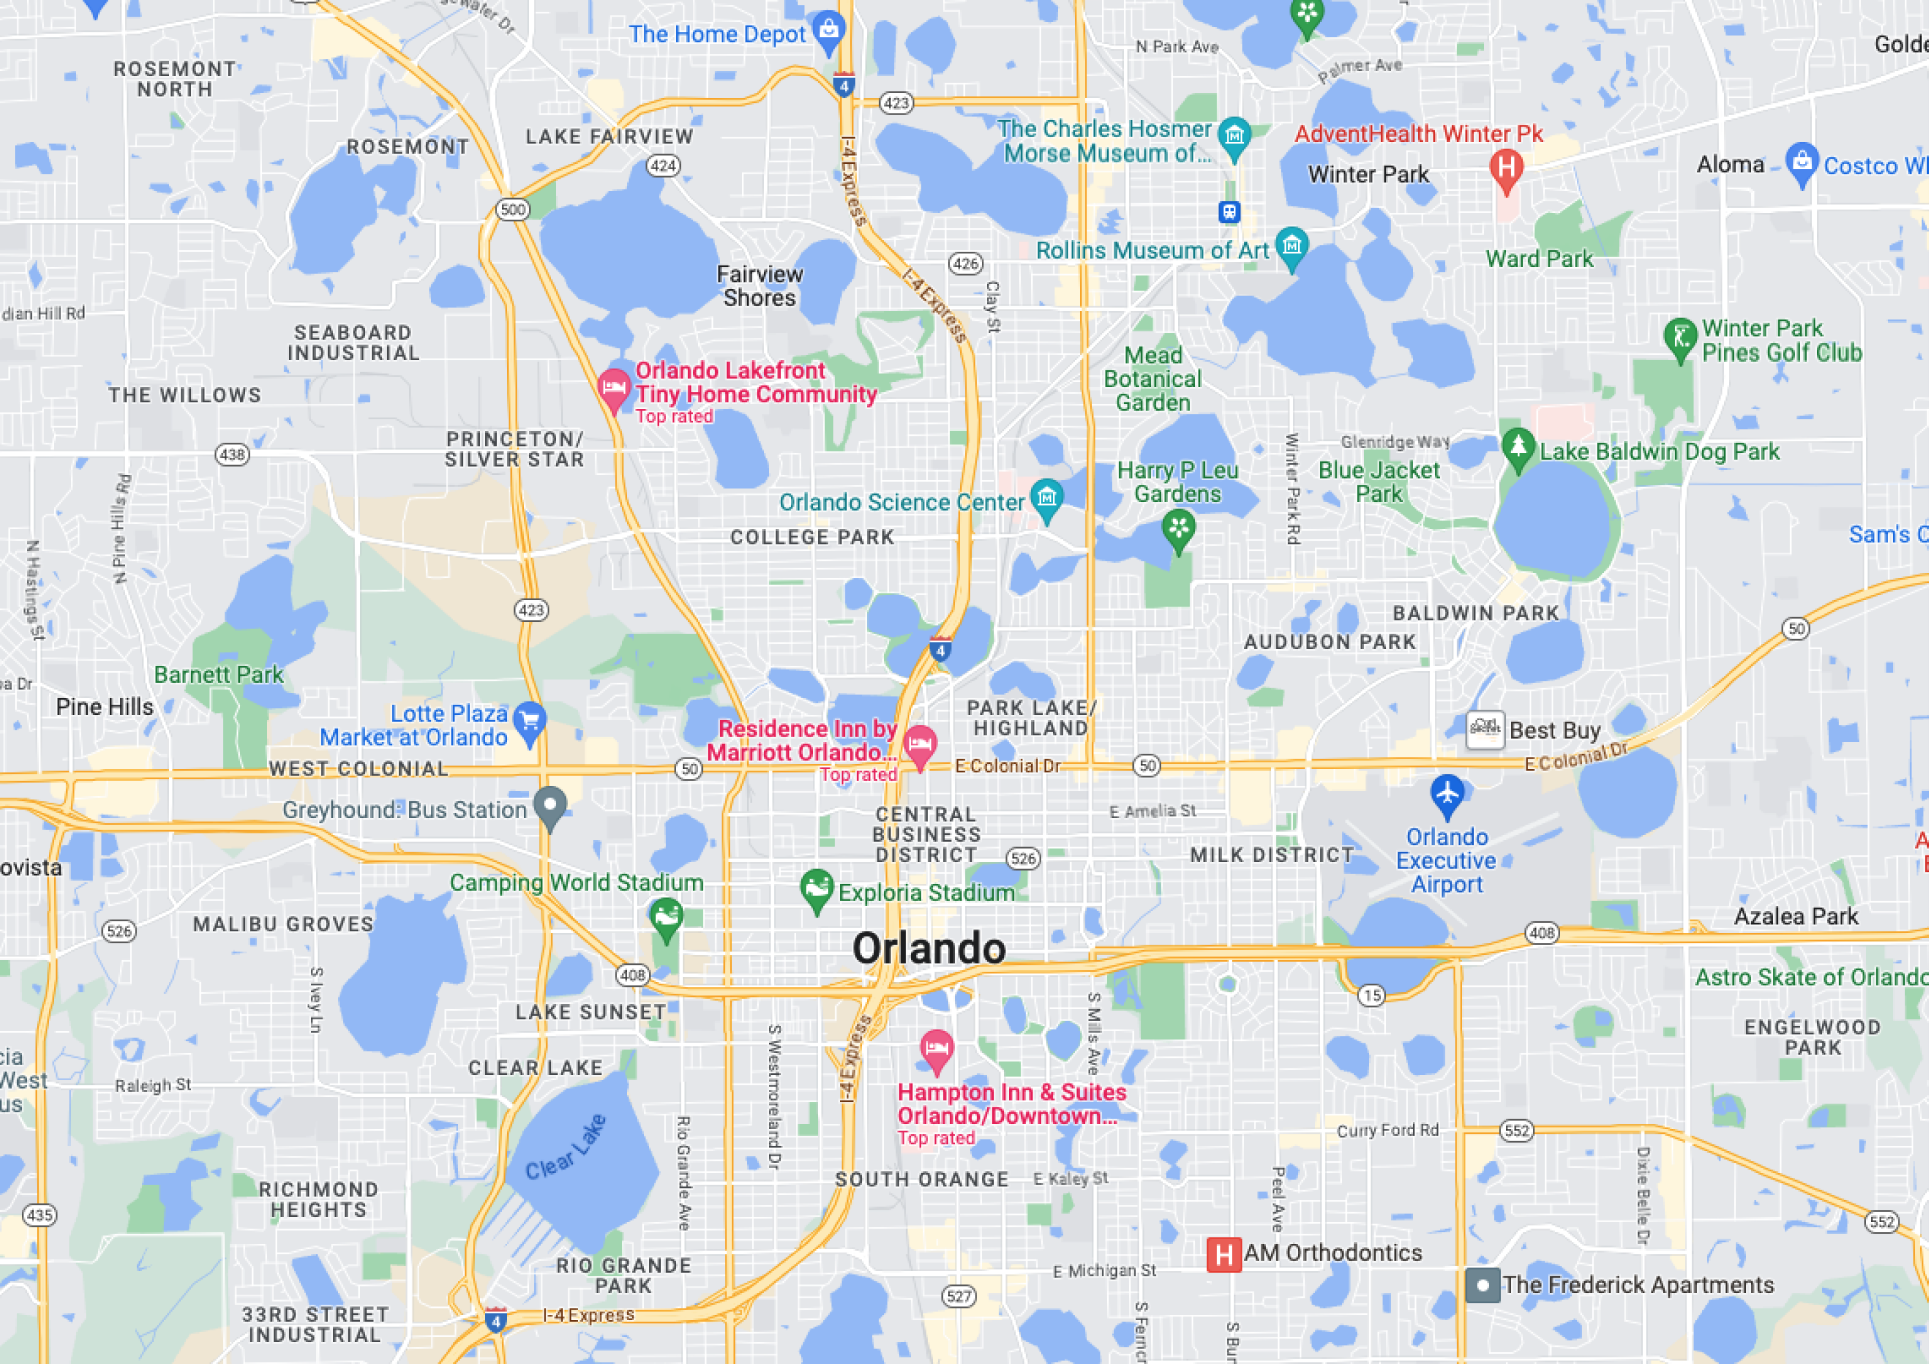 gewater Dr
The Home Depot
N Park Ave
Palmer Ave
Golde
ROSEMONT
NORTH
4
423
The Charles Hosmer
Morse Museum of...
AdventHealth Winter Pk
Winter Park
Aloma
Costco Wh
LAKE FAIRVIEW
ROSEMONT
424
I-4 Express
500
Rollins Museum of Art
Ward Park
426
Fairview
Shores
I-4 Express
Clay St
dian Hill Rd
SEABOARD
INDUSTRIAL
Winter Park
Pines Golf Club
Mead
Botanical
Garden
Orlando Lakefront
Tiny Home Community
Top rated
THE WILLOWS
PRINCETON/
SILVER STAR
438
Glenridge Way
Lake Baldwin Dog Park
Winter Park Rd
Blue Jacket
Park
Harry P Leu
Gardens
N Pine Hills Rd
Orlando Science Center
COLLEGE PARK
Sam's C
N Hastings St
423
BALDWIN PARK
AUDUBON PARK
50
4
Barnett Park
a Dr
Pine Hills
Lotte Plaza
Market at Orlando
PARK LAKE/
HIGHLAND
Residence Inn by
Marriott Orlando...
Top rated
Curl
Secret
Best Buy
WEST COLONIAL
50
E Colonial Dr
50
E Colonial Dr
Greyhound: Bus Station
CENTRAL
BUSINESS
DISTRICT
E Amelia St
526
MILK DISTRICT
Orlando
Executive
Airport
ovista
A
E
Camping World Stadium
Exploria Stadium
MALIBU GROVES
526
Azalea Park
408
Orlando
408
15
Astro Skate of Orlando
S Ivey Ln
LAKE SUNSET
S Mills Ave
ENGELWOOD
PARK
I-4 Express
S Westmoreland Dr
cia
West
us
CLEAR LAKE
Raleigh St
Hampton Inn & Suites
Orlando/Downtown...
Top rated
Clear Lake
Rio Grande Ave
Curry Ford Rd
552
SOUTH ORANGE
E Kaley St
Peel Ave
Dixie Belle Dr
RICHMOND
HEIGHTS
435
552
RIO GRANDE
PARK
E Michigan St
H
AM Orthodontics
The Frederick Apartments
527
33RD STREET
INDUSTRIAL
4
I-4 Express
S Ferncr
S Bur